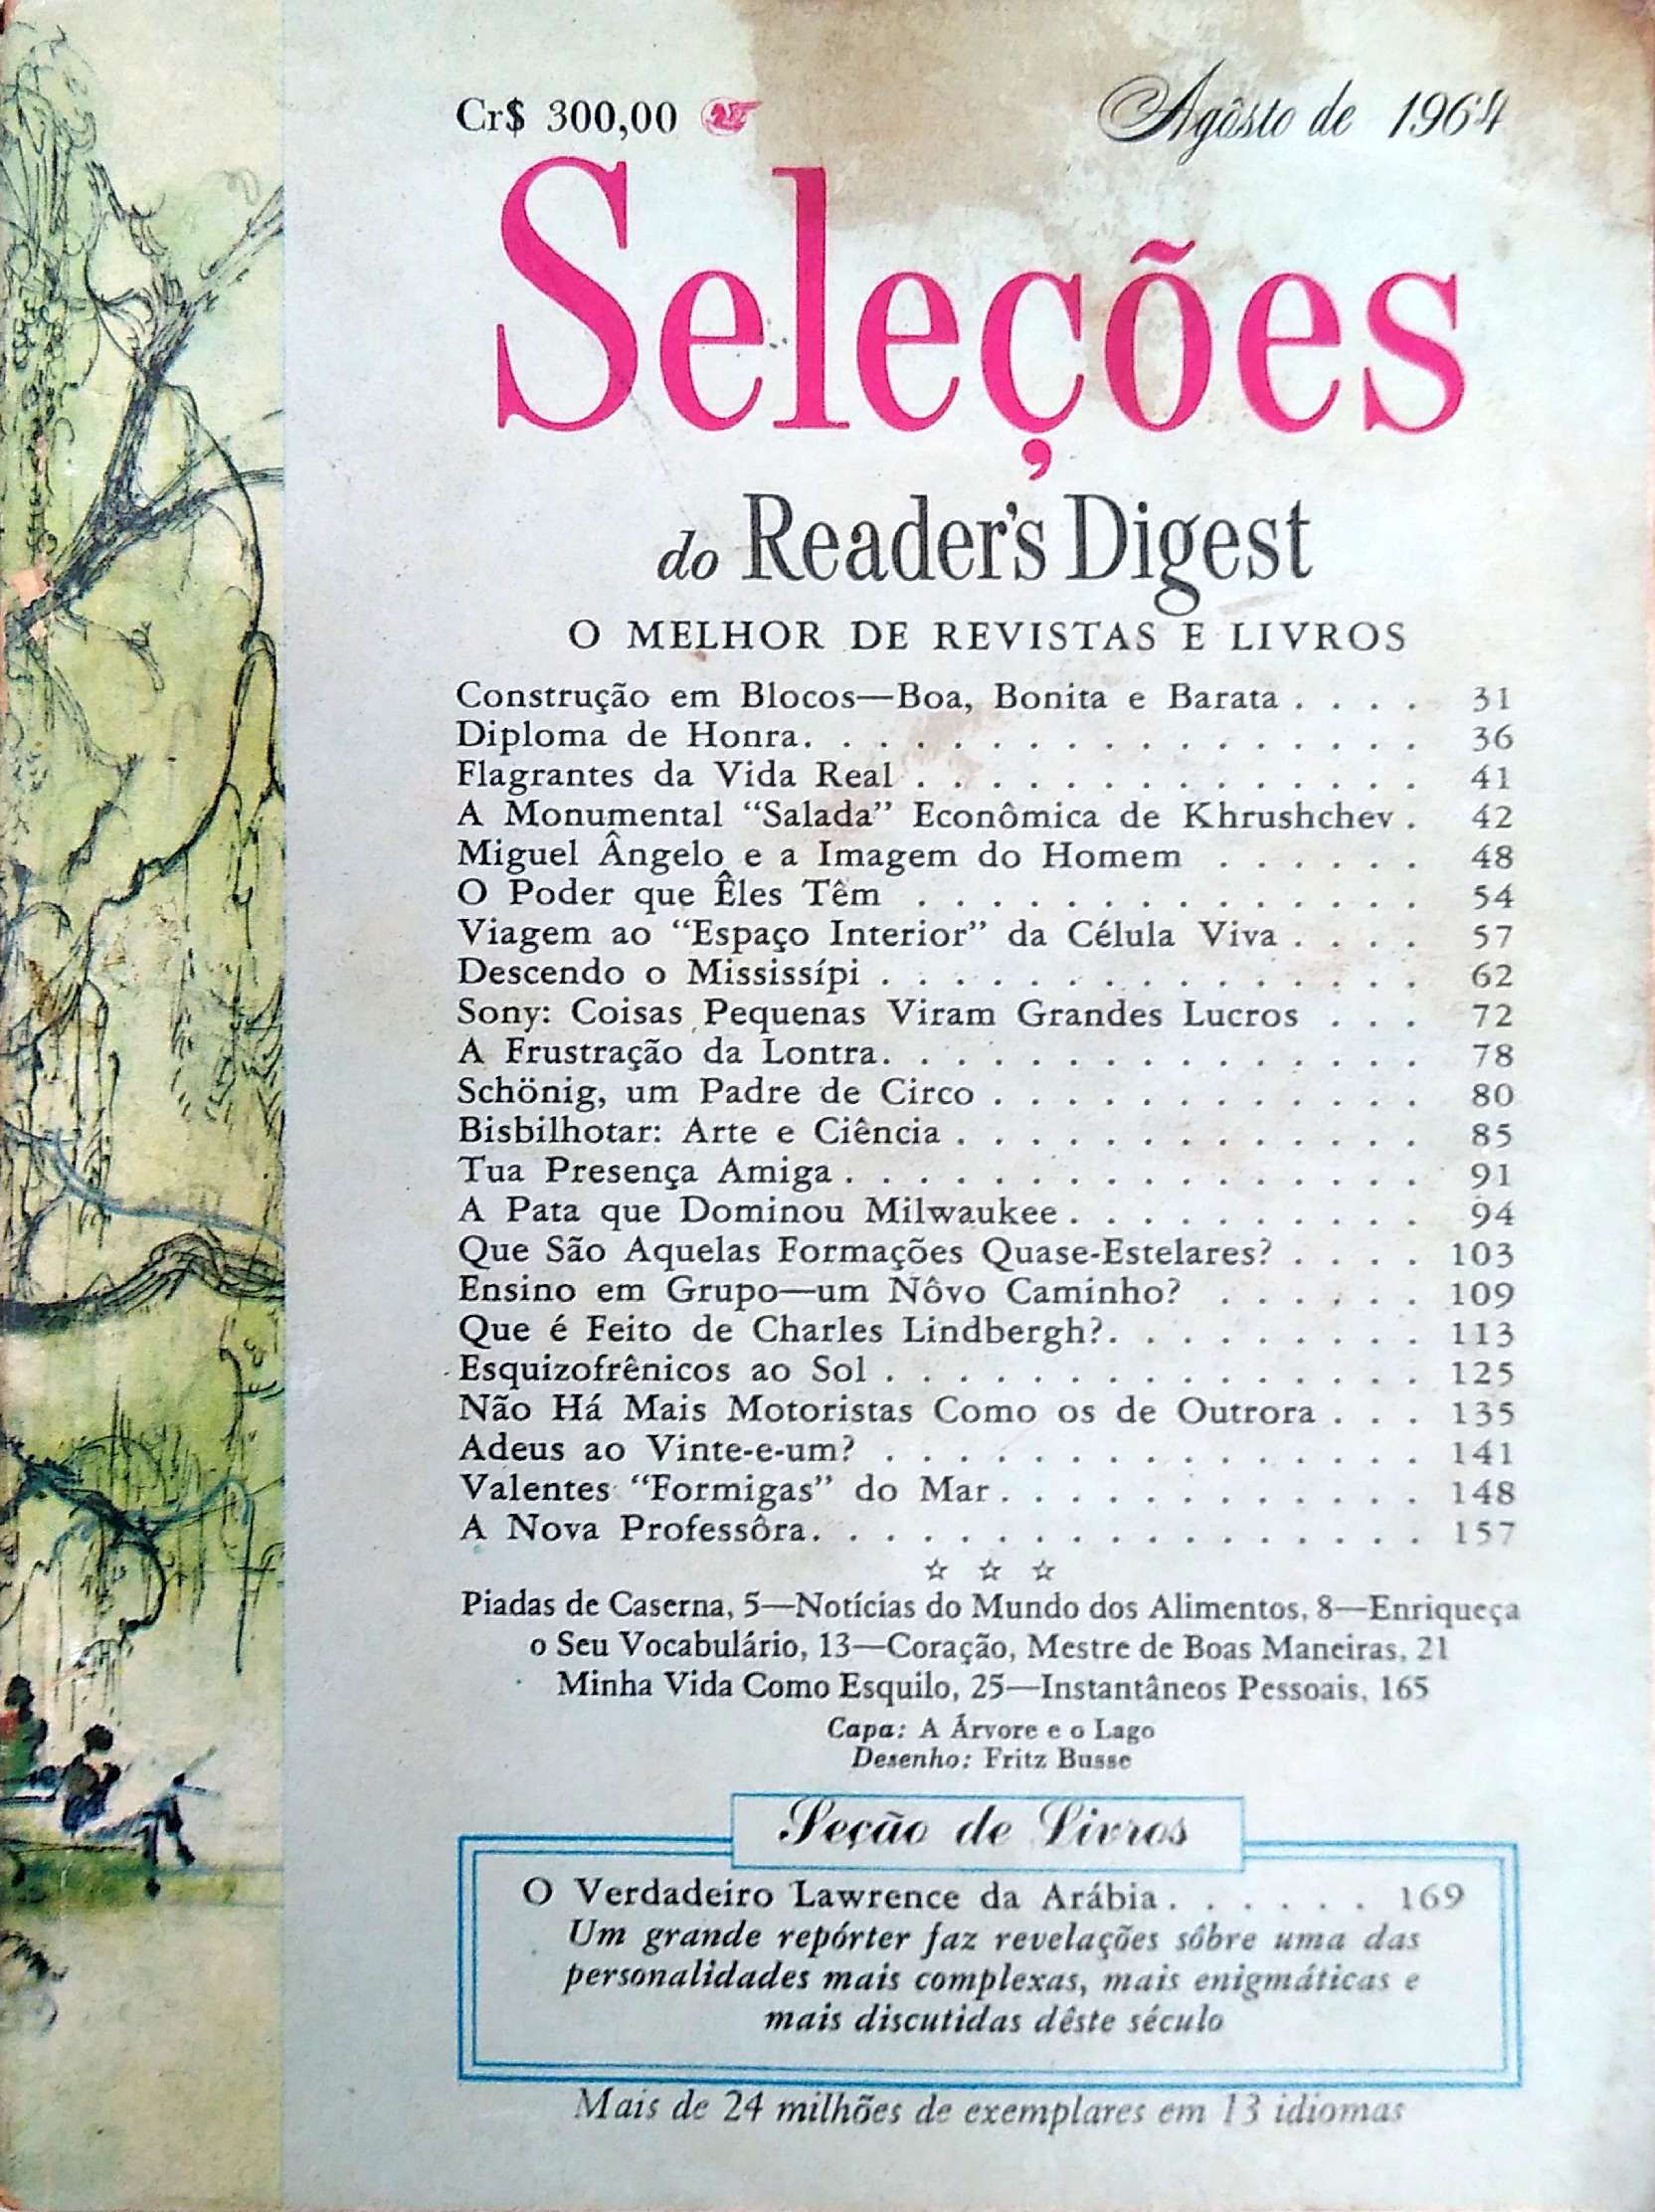 Cr$ 300,00 Agôsto de 1964
Seleções
do Reader's Digest
O MELHOR DE REVISTAS E LIVROS
Construção em Blocos—Boa, Bonita e Barata . . . . 31
Diploma de Honra. . . . . . . . . . . . . . . . . 36
Flagrantes da Vida Real . . . . . . . . . . . . . . 41
A Monumental “Salada” Econômica de Khrushchev . 42
Miguel Ângelo e a Imagem do Homem . . . . . . 48
O Poder que Êles Têm . . . . . . . . . . . . . . 54
Viagem ao “Espaço Interior” da Célula Viva . . . . 57
Descendo o Mississípi . . . . . . . . . . . . . . . 62
Sony: Coisas Pequenas Viram Grandes Lucros . . . 72
A Frustração da Lontra. . . . . . . . . . . . . . . 78
Schönig, um Padre de Circo . . . . . . . . . . . . 80
Bisbilhotar: Arte e Ciência . . . . . . . . . . . . . 85
Tua Presença Amiga . . . . . . . . . . . . . . . . 91
A Pata que Dominou Milwaukee . . . . . . . . . . 94
Que São Aquelas Formações Quase-Estelares? . . . . 103
Ensino em Grupo—um Nôvo Caminho? . . . . . . 109
Que é Feito de Charles Lindbergh?. . . . . . . . . 113
Esquizofrênicos ao Sol . . . . . . . . . . . . . . . 125
Não Há Mais Motoristas Como os de Outrora . . . 135
Adeus ao Vinte-e-um? . . . . . . . . . . . . . . . 141
Valentes “Formigas” do Mar . . . . . . . . . . . . 148
A Nova Professôra. . . . . . . . . . . . . . . . . 157
☆ ☆ ☆
Piadas de Caserna, 5—Notícias do Mundo dos Alimentos, 8—Enriqueça
o Seu Vocabulário, 13—Coração, Mestre de Boas Maneiras, 21
Minha Vida Como Esquilo, 25—Instantâneos Pessoais, 165
Capa: A Árvore e o Lago
Desenho: Fritz Busse
Seção de Livros
O Verdadeiro Lawrence da Arábia . . . . . . 169
Um grande repórter faz revelações sôbre uma das
personalidades mais complexas, mais enigmáticas e
mais discutidas dêste século
Mais de 24 milhões de exemplares em 13 idiomas